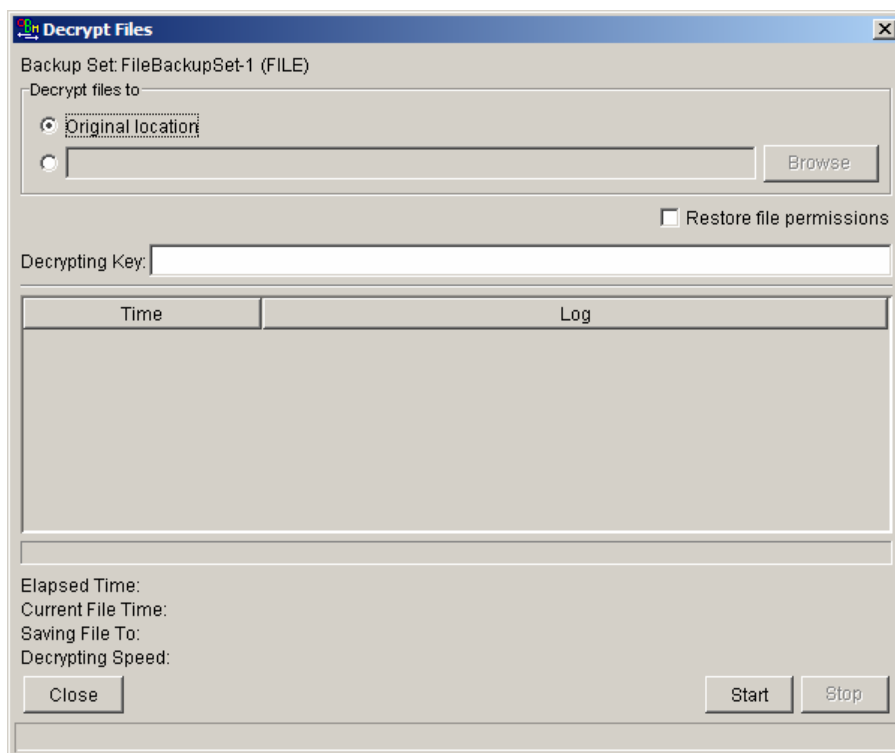 Decrypt Files
Backup Set: FileBackupSet-1 (FILE)
Decrypt files to
Original location
Browse
Restore file permissions
Decrypting Key:
Time Log
Elapsed Time:
Current File Time:
Saving File To:
Decrypting Speed:
Close Start Stop